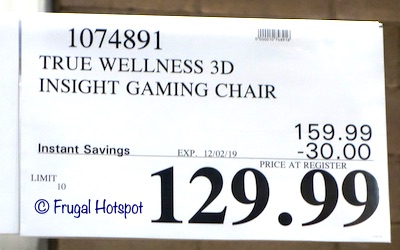 1074891
TRUE WELLNESS 3D
INSIGHT GAMING CHAIR
159.99
Instant Savings EXP. 12/02/19 -30.00
PRICE AT REGISTER
LIMIT
10
129.99
© Frugal Hotspot